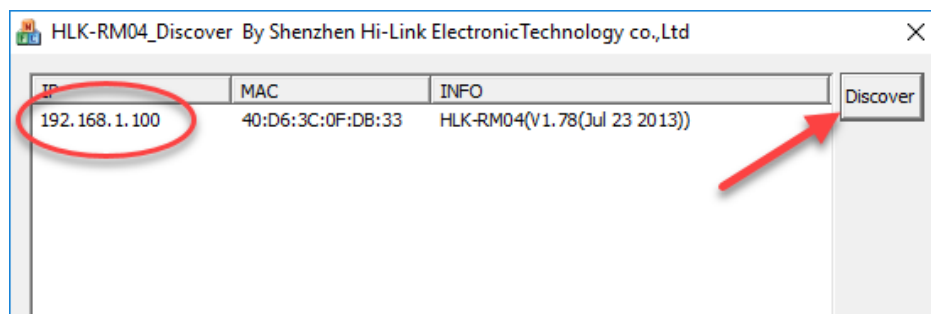 HLK-RM04_Discover By Shenzhen Hi-Link ElectronicTechnology co.,Ltd
IP MAC INFO Discover
192.168.1.100 40:D6:3C:0F:DB:33 HLK-RM04(V1.78(Jul 23 2013))